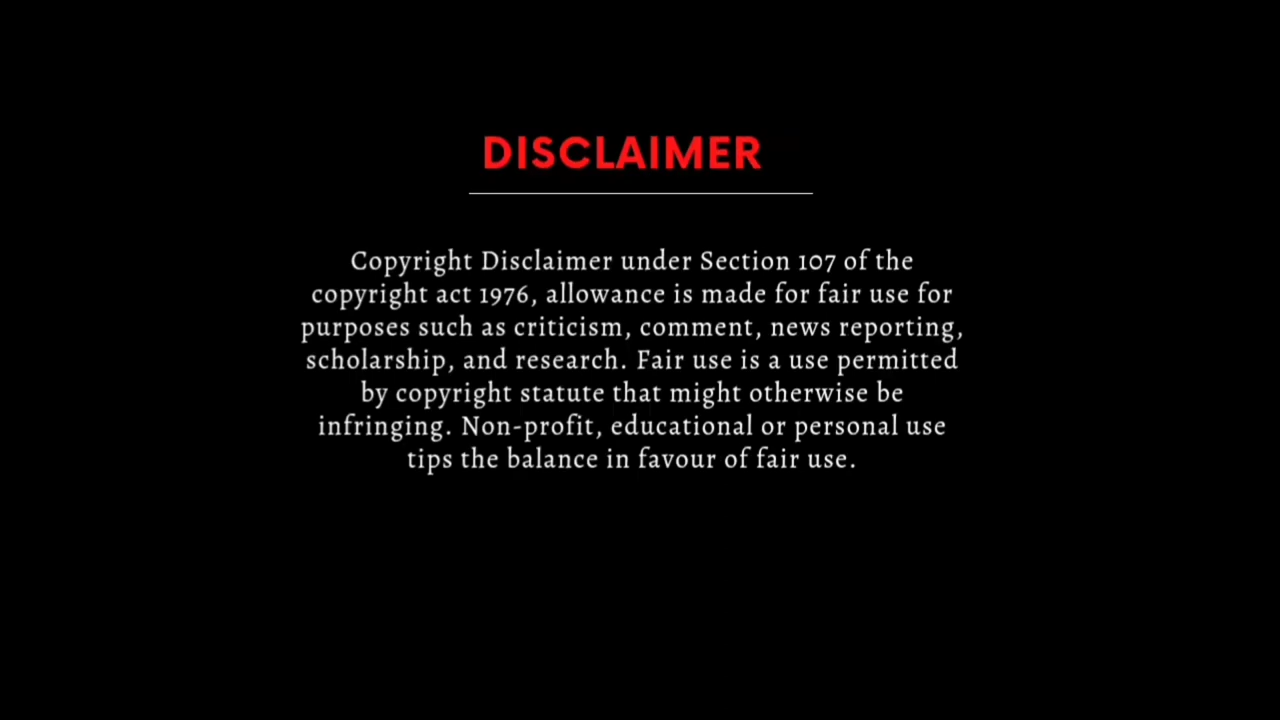 DISCLAIMER
Copyright Disclaimer under Section 107 of the
copyright act 1976, allowance is made for fair use for
purposes such as criticism, comment, news reporting,
scholarship, and research. Fair use is a use permitted
by copyright statute that might otherwise be
infringing. Non-profit, educational or personal use
tips the balance in favour of fair use.